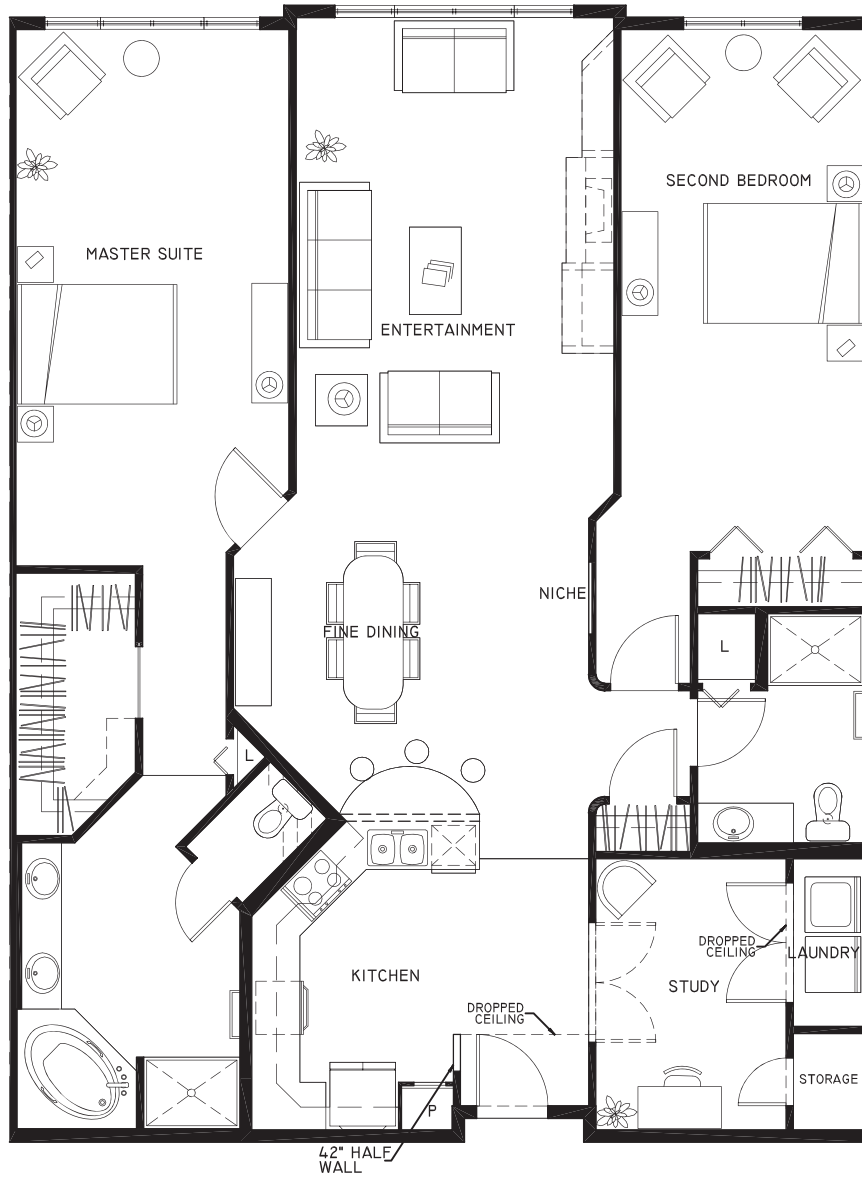 SECOND BEDROOM
MASTER SUITE
ENTERTAINMENT
NICHE
FINE DINING
L
L
KITCHEN
DROPPED
CEILING
LAUNDRY
STUDY
DROPPED
CEILING
STORAGE
P
42" HALF
WALL